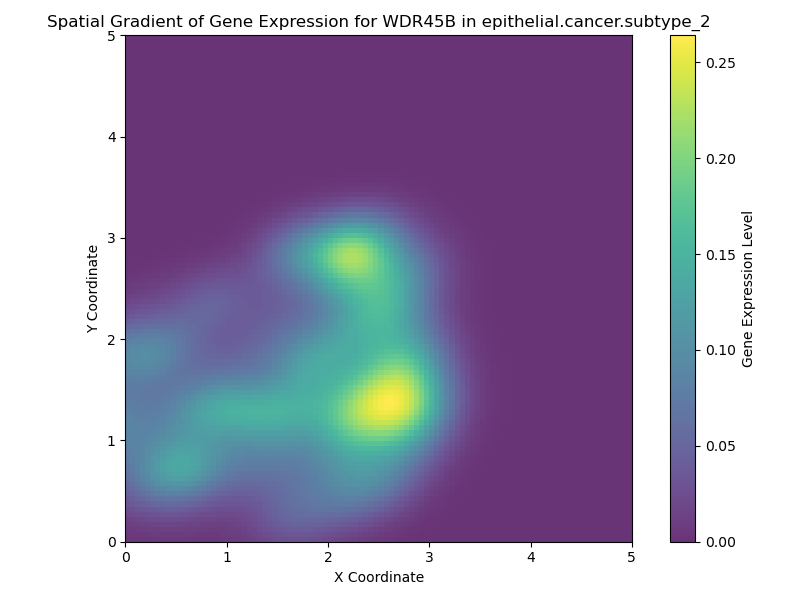 Spatial Gradient of Gene Expression for WDR45B in epithelial.cancer.subtype_2
5
4
3
2
1
0
Y Coordinate
0 1 2 3 4 5
X Coordinate
0.25
0.20
0.15
0.10
0.05
0.00
Gene Expression Level